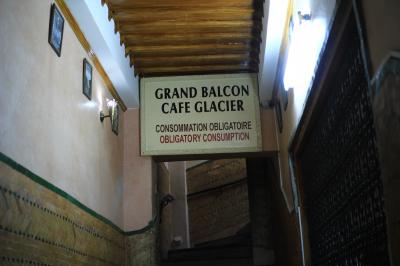 GRAND BALCON
CAFE GLACIER
CONSOMMATION OBLIGATOIRE
OBLIGATORY CONSUMPTION